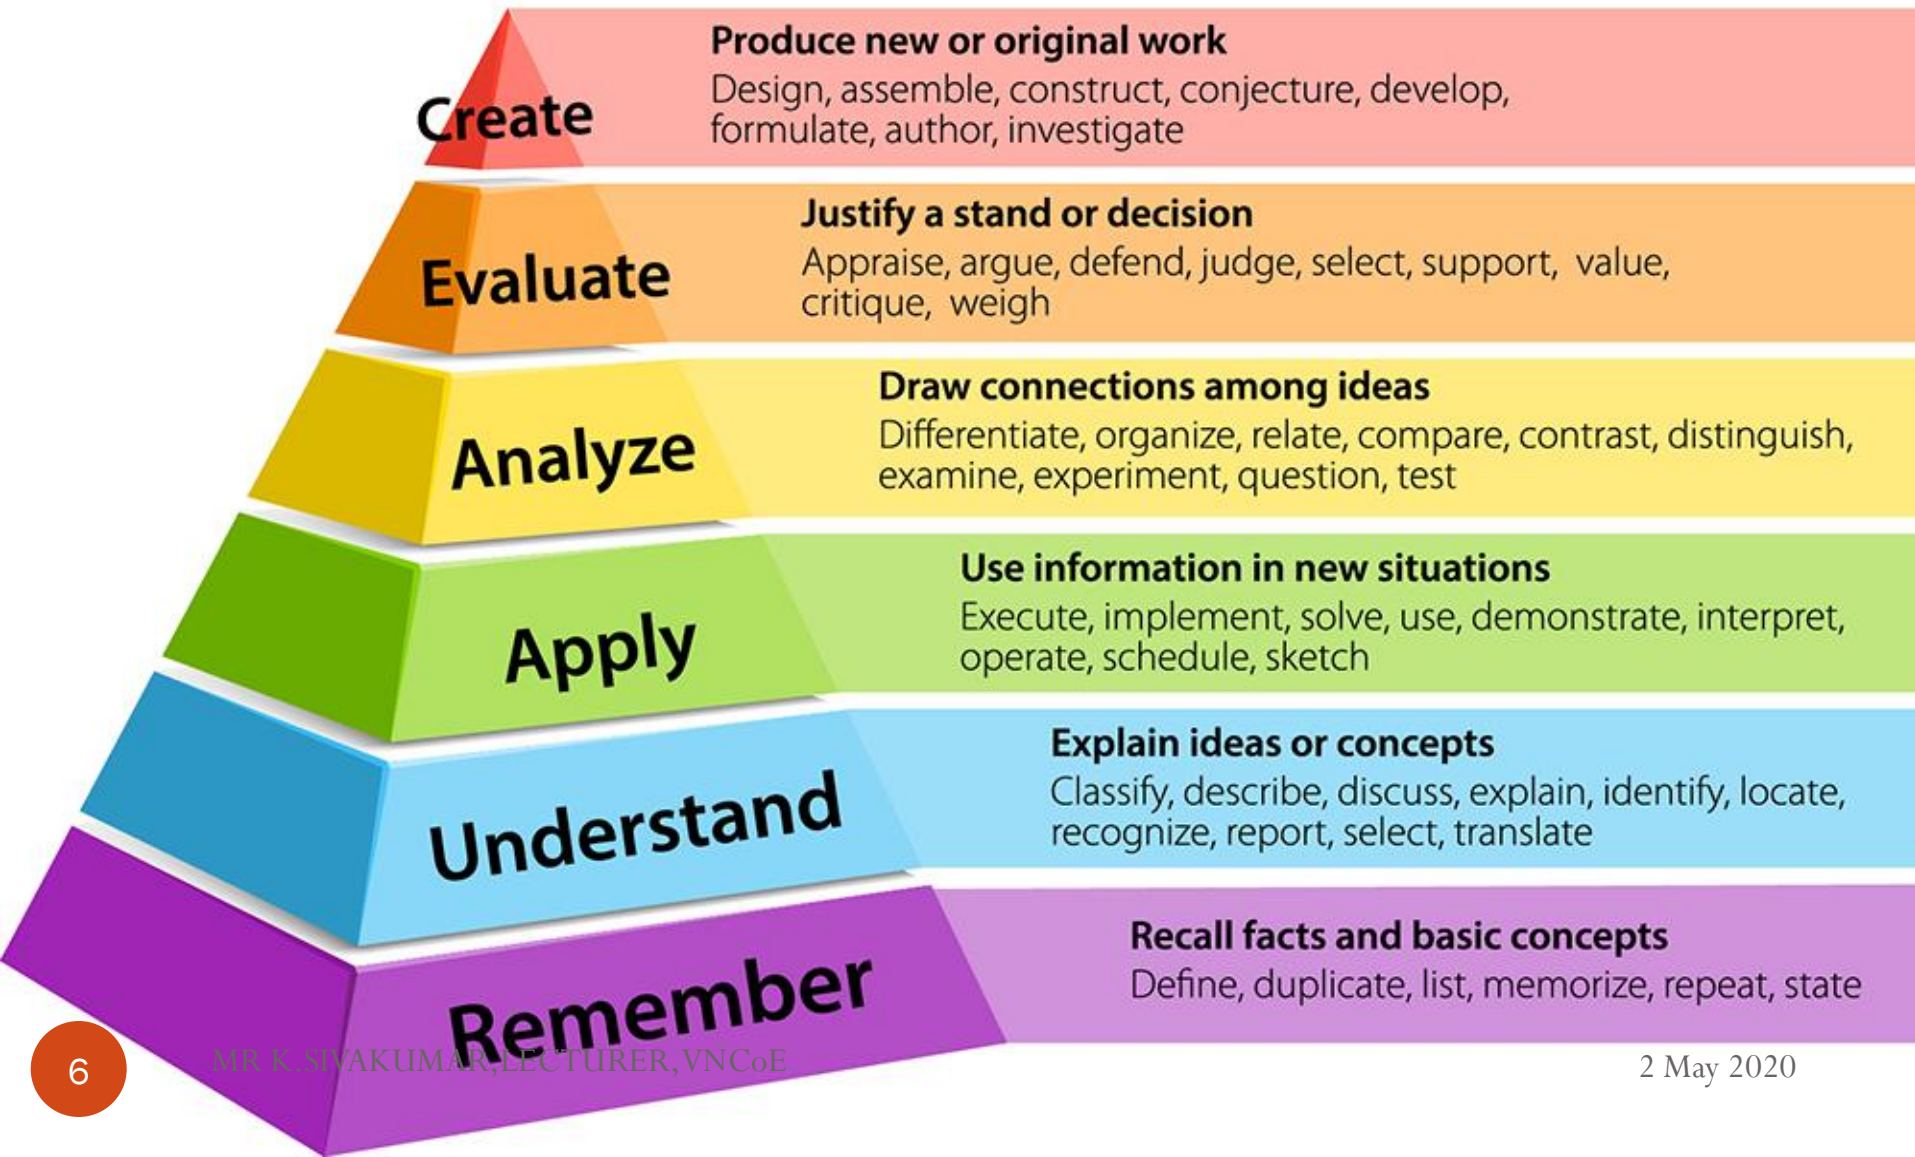 Create
Produce new or original work
Design, assemble, construct, conjecture, develop,
formulate, author, investigate
Evaluate
Justify a stand or decision
Appraise, argue, defend, judge, select, support, value,
critique, weigh
Analyze
Draw connections among ideas
Differentiate, organize, relate, compare, contrast, distinguish,
examine, experiment, question, test
Apply
Use information in new situations
Execute, implement, solve, use, demonstrate, interpret,
operate, schedule, sketch
Understand
Explain ideas or concepts
Classify, describe, discuss, explain, identify, locate,
recognize, report, select, translate
Remember
Recall facts and basic concepts
Define, duplicate, list, memorize, repeat, state
6
MR K.SIVAKUMAR,LECTURER,VNCoE
2 May 2020